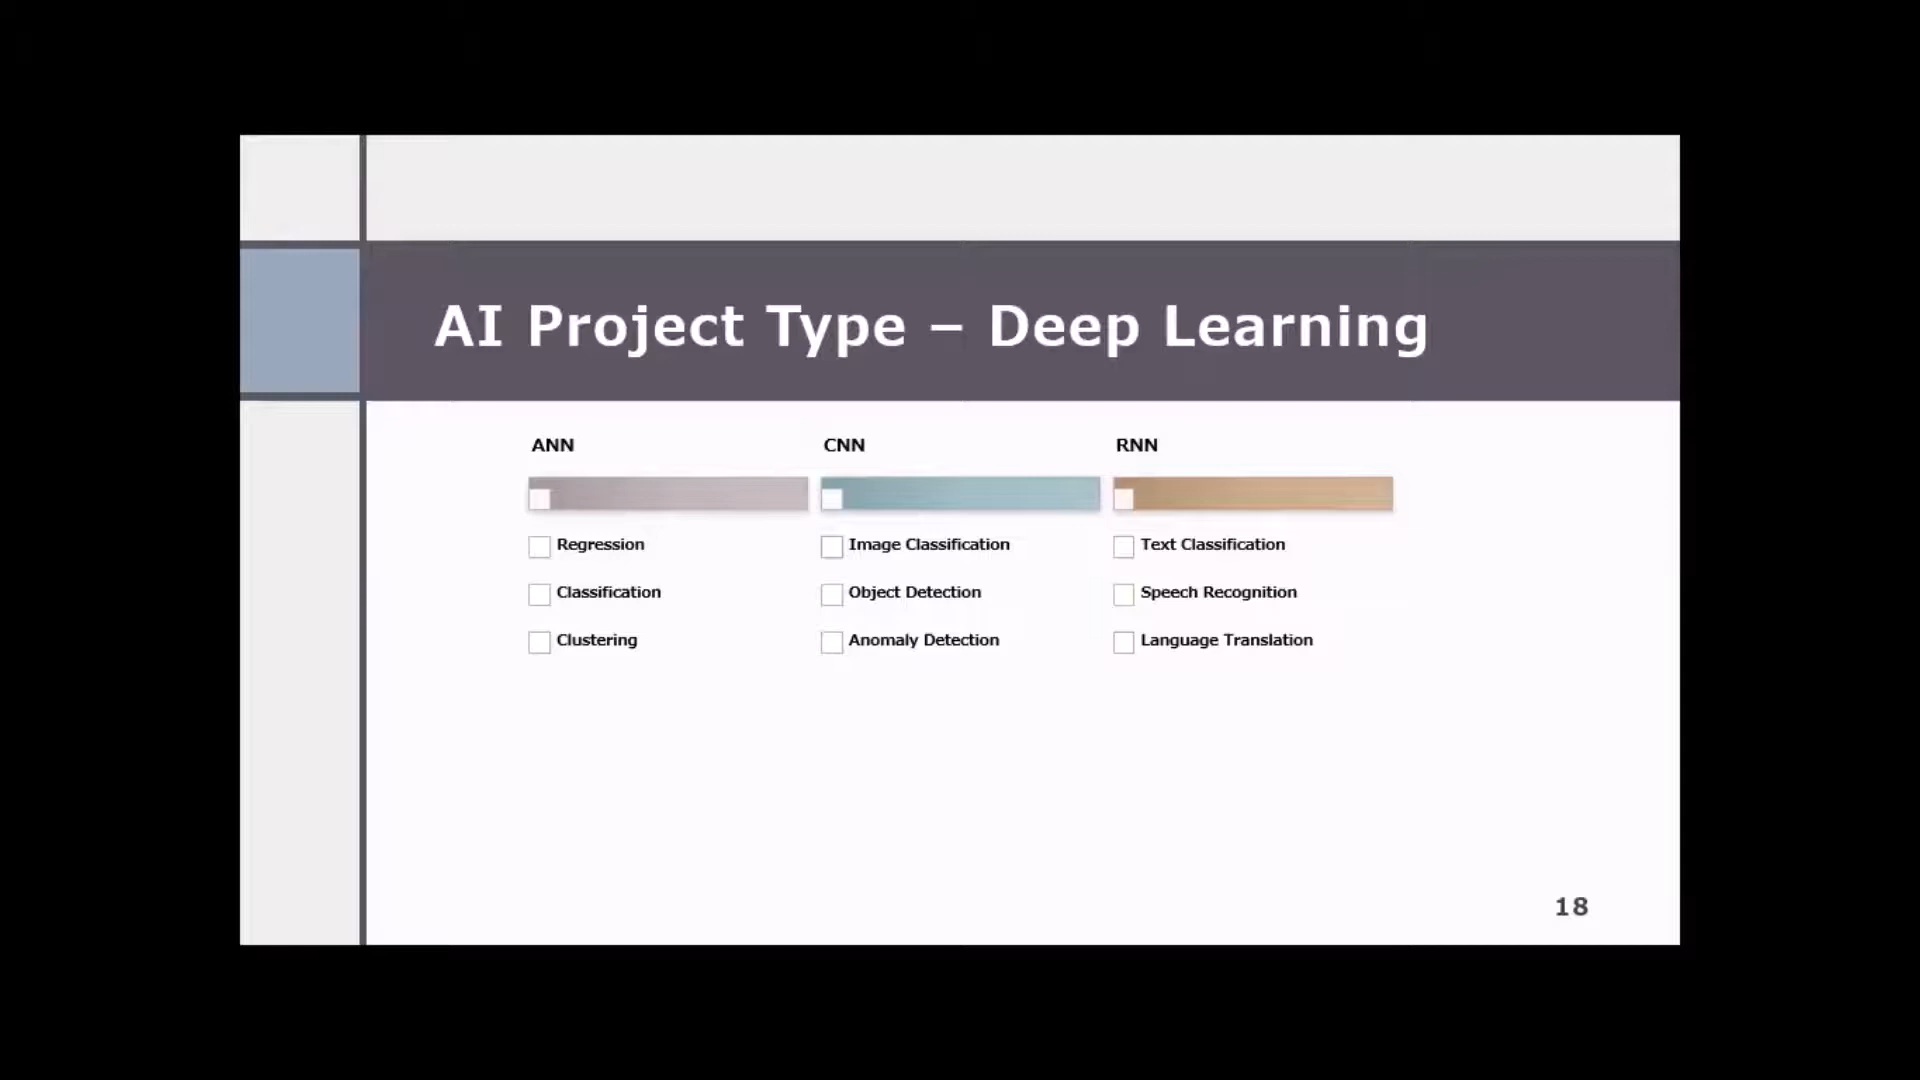 AI Project Type – Deep Learning
ANN
Regression
Classification
Clustering
CNN
Image Classification
Object Detection
Anomaly Detection
RNN
Text Classification
Speech Recognition
Language Translation
18